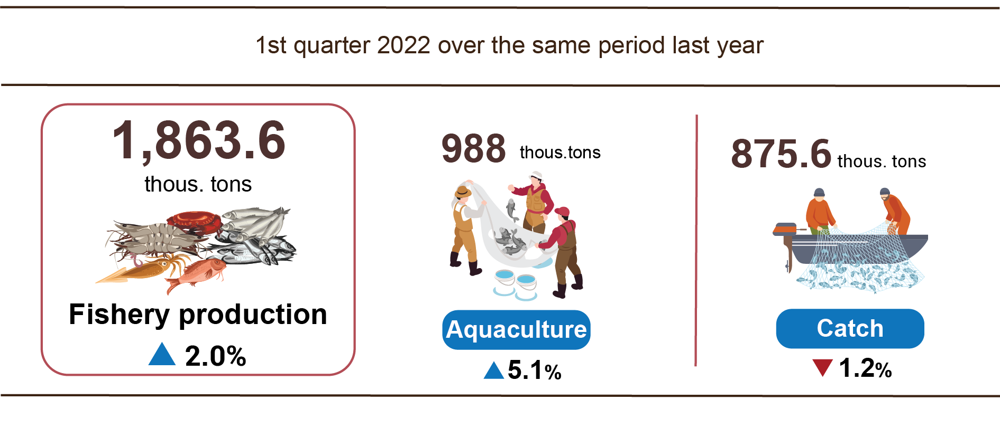 1st quarter 2022 over the same period last year
1,863.6
thous. tons
Fishery production
▲ 2.0%
988 thous.tons
Aquaculture
▲ 5.1%
875.6 thous. tons
Catch
▼ 1.2%